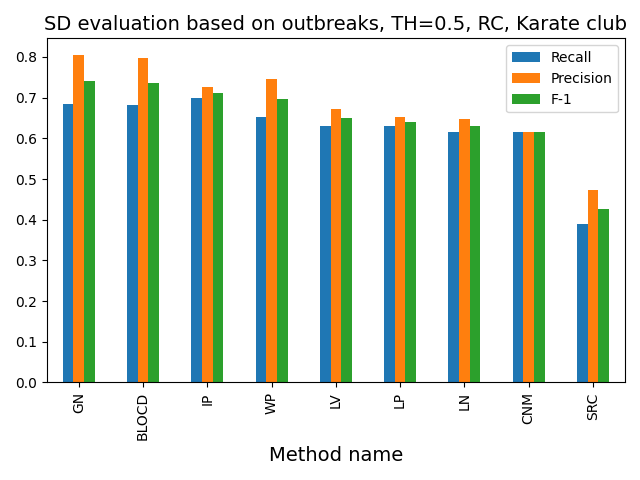 SD evaluation based on outbreaks, TH=0.5, RC, Karate club
Recall
Precision
F-1
0.8
0.7
0.6
0.5
0.4
0.3
0.2
0.1
0.0
GN
BLOCD
IP
WP
LV
LP
LN
CNM
SRC
Method name